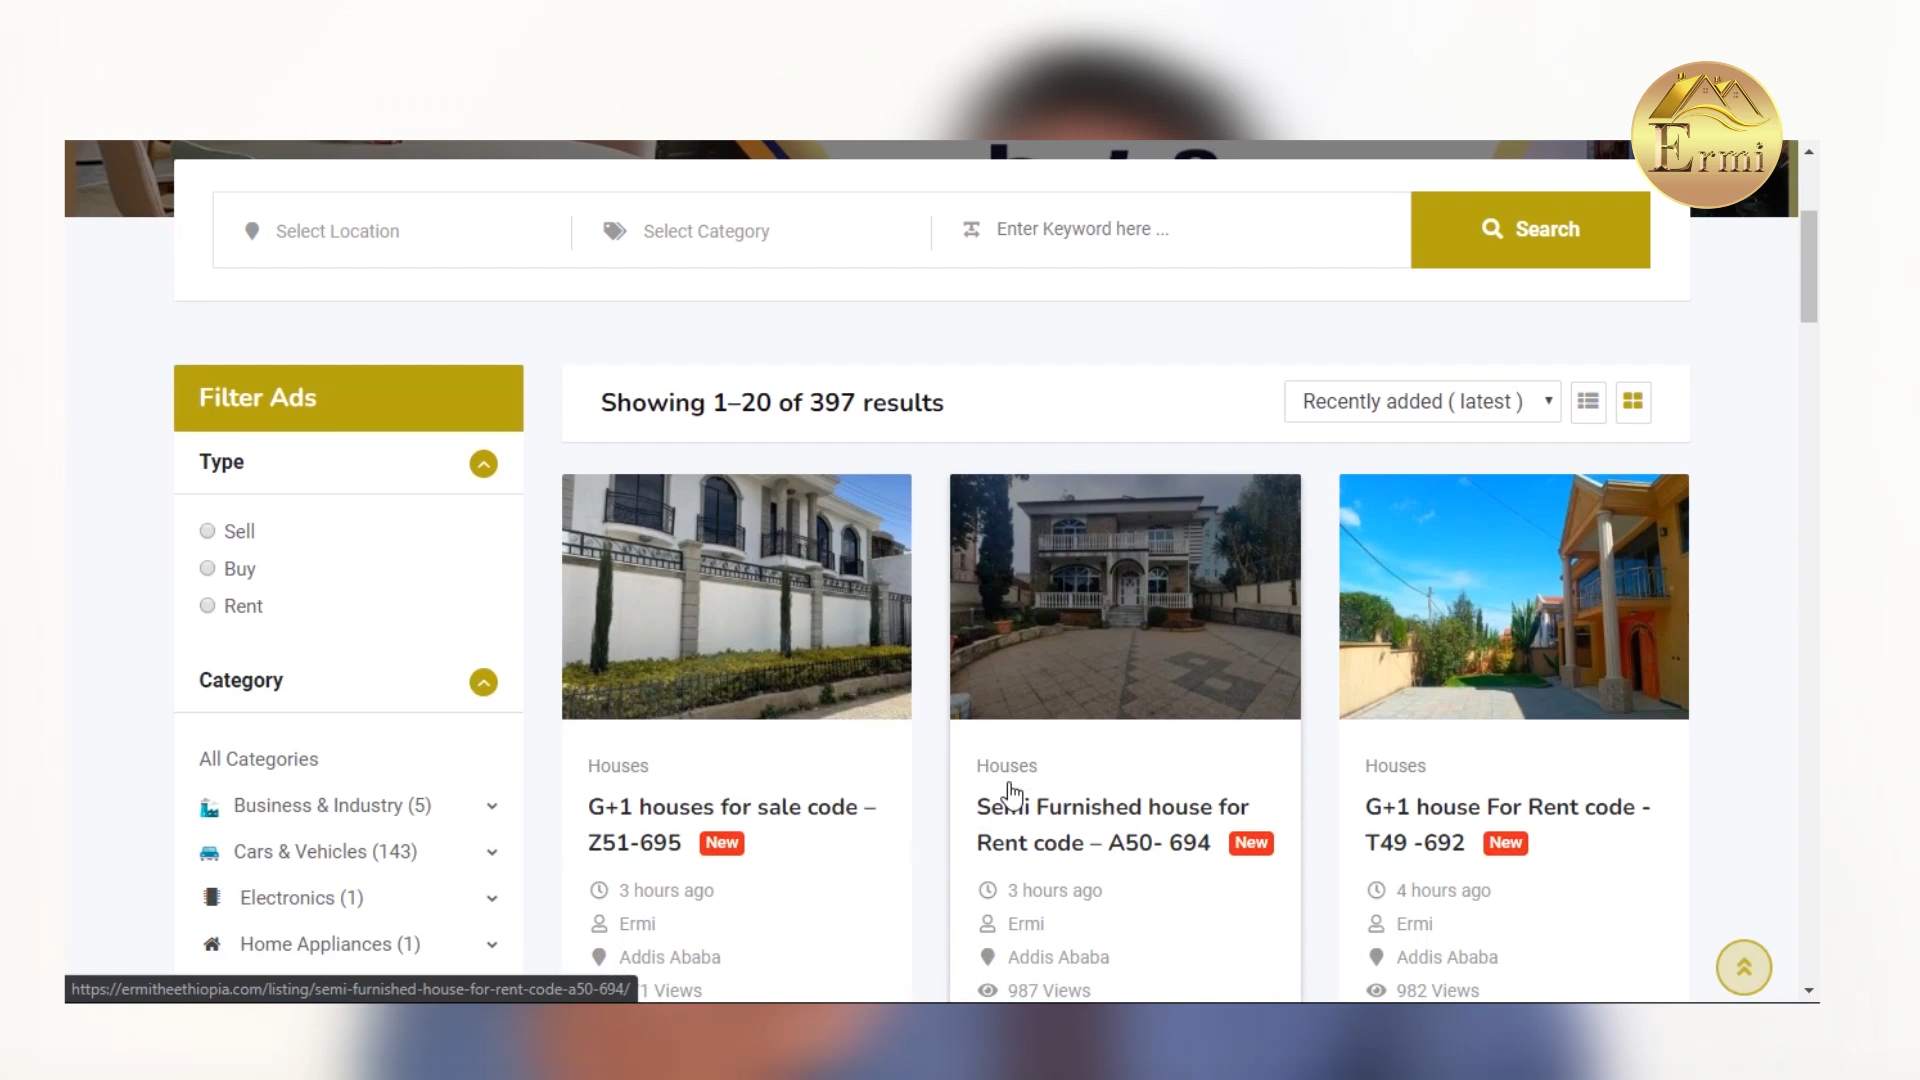 Ermi
Select Location
Select Category
Enter Keyword here ...
Search
Filter Ads
Type
Sell
Buy
Rent
Category
All Categories
Business & Industry (5)
Cars & Vehicles (143)
Electronics (1)
Home Appliances (1)
Showing 1–20 of 397 results
Recently added ( latest )
Houses
G+1 houses for sale code –
Z51-695 New
3 hours ago
Ermi
Addis Ababa
1 Views
Houses
Semi Furnished house for
Rent code – A50- 694 New
3 hours ago
Ermi
Addis Ababa
987 Views
Houses
G+1 house For Rent code -
T49 -692 New
4 hours ago
Ermi
Addis Ababa
982 Views
https://ermitheethiopia.com/listing/semi-furnished-house-for-rent-code-a50-694/